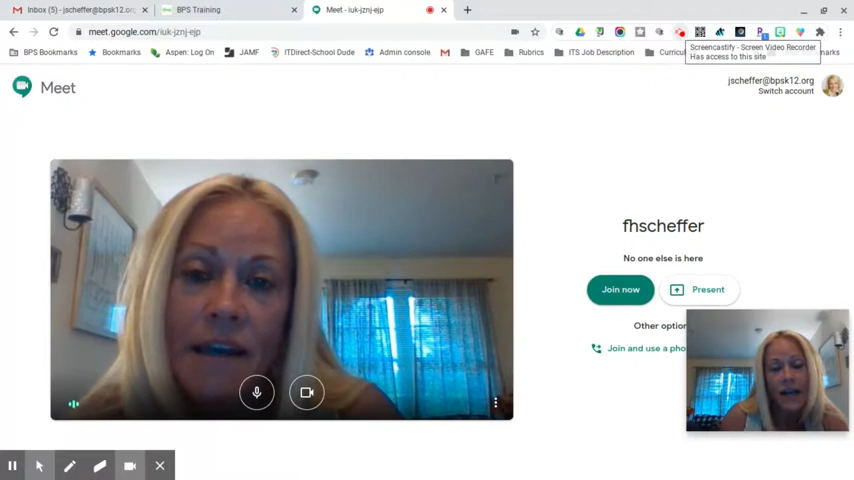 Inbox (5) - jscheffer@bpsk12.org
BPS Training
Meet - iuk-jznj-ejp
meet.google.com/iuk-jznj-ejp
BPS Bookmarks
Bookmarks
Aspen: Log On
JAMF
ITDirect-School Dude
Admin console
GAFE
Rubrics
ITS Job Description
Screencastify - Screen Video Recorder
Has access to this site
Meet
jscheffer@bpsk12.org
Switch account
fhscheffer
No one else is here
Join now
Present
Other option
Join and use a pho